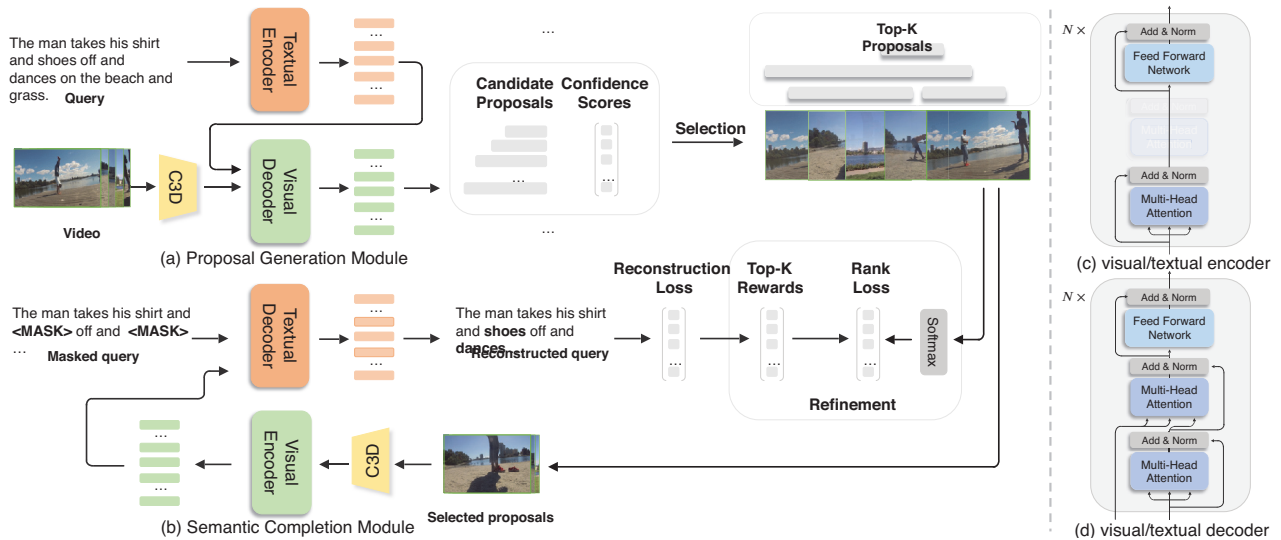 The man takes his shirt
and shoes off and
dances on the beach and
grass.
Query
Textual
Encoder
...
...
Video
C3D
Visual
Decoder
...
...
(a) Proposal Generation Module
...
Candidate
Proposals
...
Confidence
Scores
...
...
Selection
Top-K
Proposals
The man takes his shirt and
<MASK> off and <MASK>
...
Masked query
Textual
Decoder
...
...
The man takes his shirt
and shoes off and
dances
Reconstructed query
Reconstruction
Loss
...
Top-K
Rewards
...
Rank
Loss
...
Softmax
Refinement
...
...
Visual
Encoder
C3D
Selected proposals
(b) Semantic Completion Module
N ×
Add & Norm
Feed Forward
Network
Multi-Head
Attention
Add & Norm
Multi-Head
Attention
(c) visual/textual encoder
N ×
Add & Norm
Feed Forward
Network
Add & Norm
Multi-Head
Attention
Add & Norm
Multi-Head
Attention
(d) visual/textual decoder